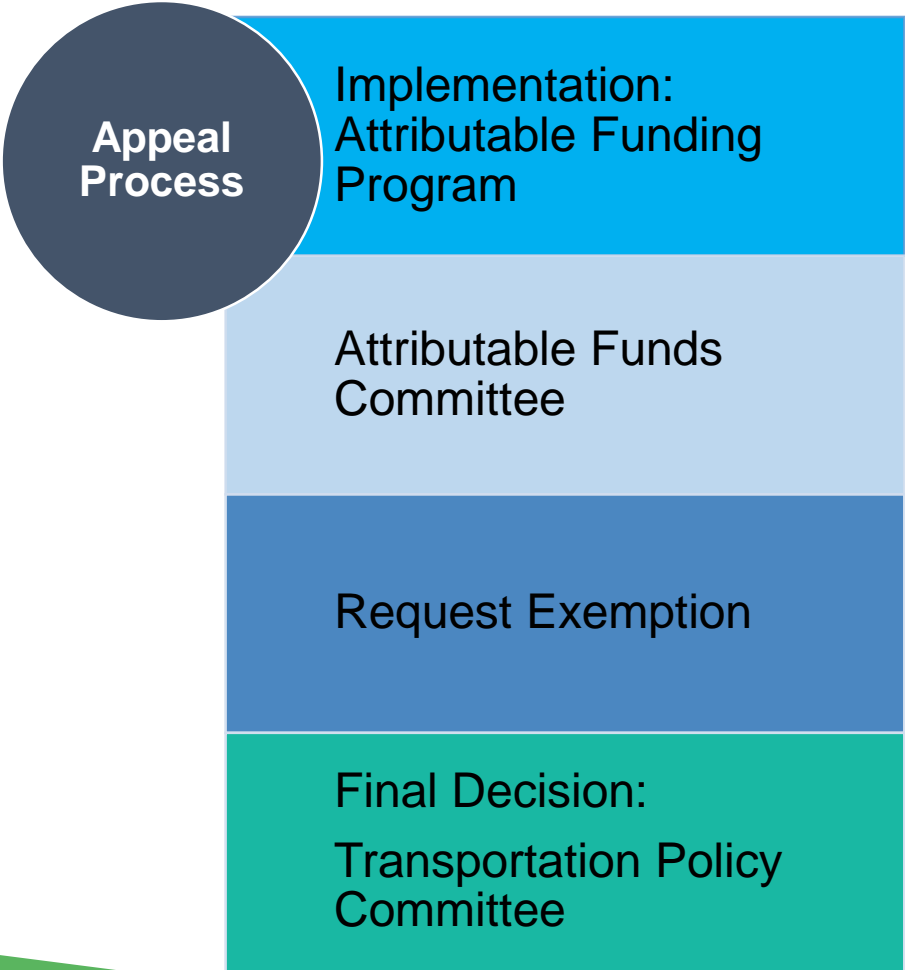 Appeal
Process
Implementation:
Attributable Funding
Program
Attributable Funds
Committee
Request Exemption
Final Decision:
Transportation Policy
Committee